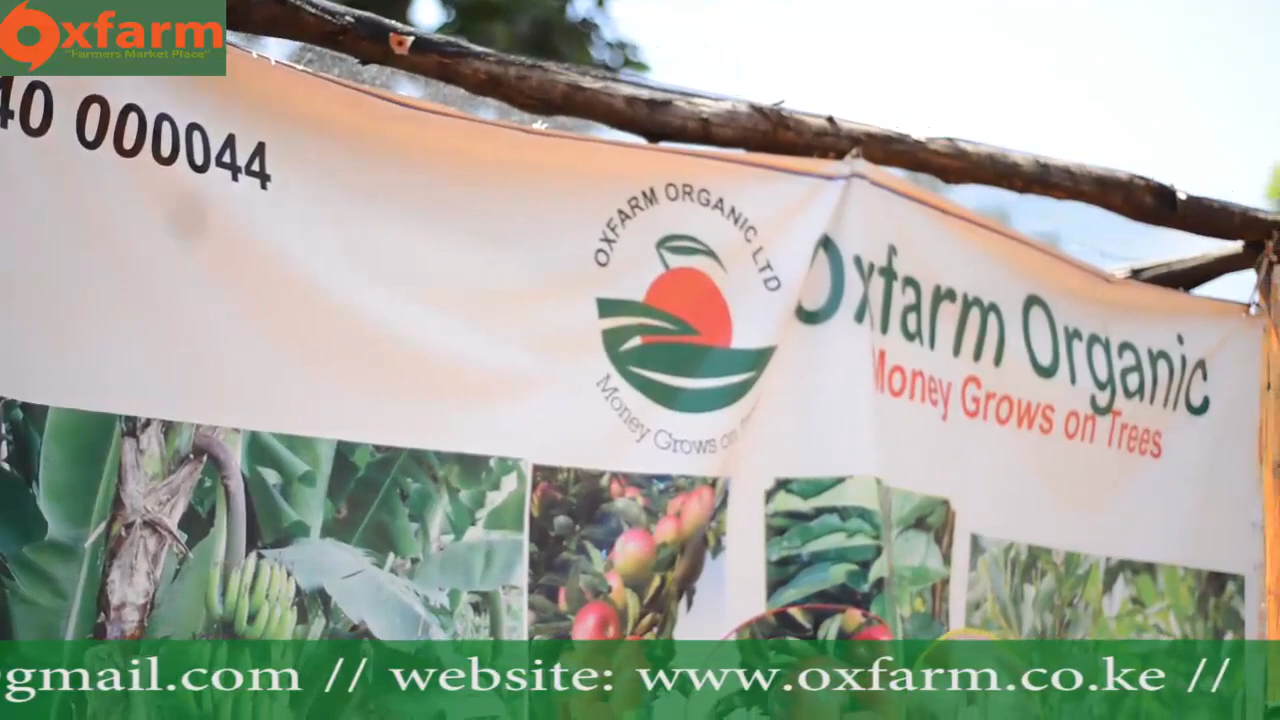 Oxfarm
"Farmers Market Place"
40 000044
OXFARM ORGANIC LTD
Money Grows on
Oxfarm Organic
Money Grows on Trees
gmail.com // website: www.oxfarm.co.ke //